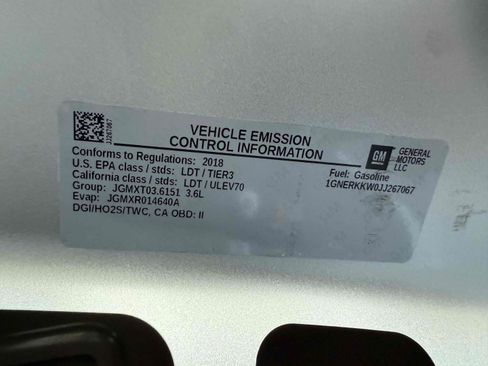 VEHICLE EMISSION
CONTROL INFORMATION
JJ267067
GM
GENERAL
MOTORS
LLC
Conforms to Regulations: 2018
U.S. EPA class / stds: LDT / TIER3
California class / stds: LDT / ULEV70
Group: JGMXT03.6151 3.6L
Evap: JGMXR014640A
DGI/HO2S/TWC, CA OBD: II
Fuel: Gasoline
1GNERKKW0JJ267067